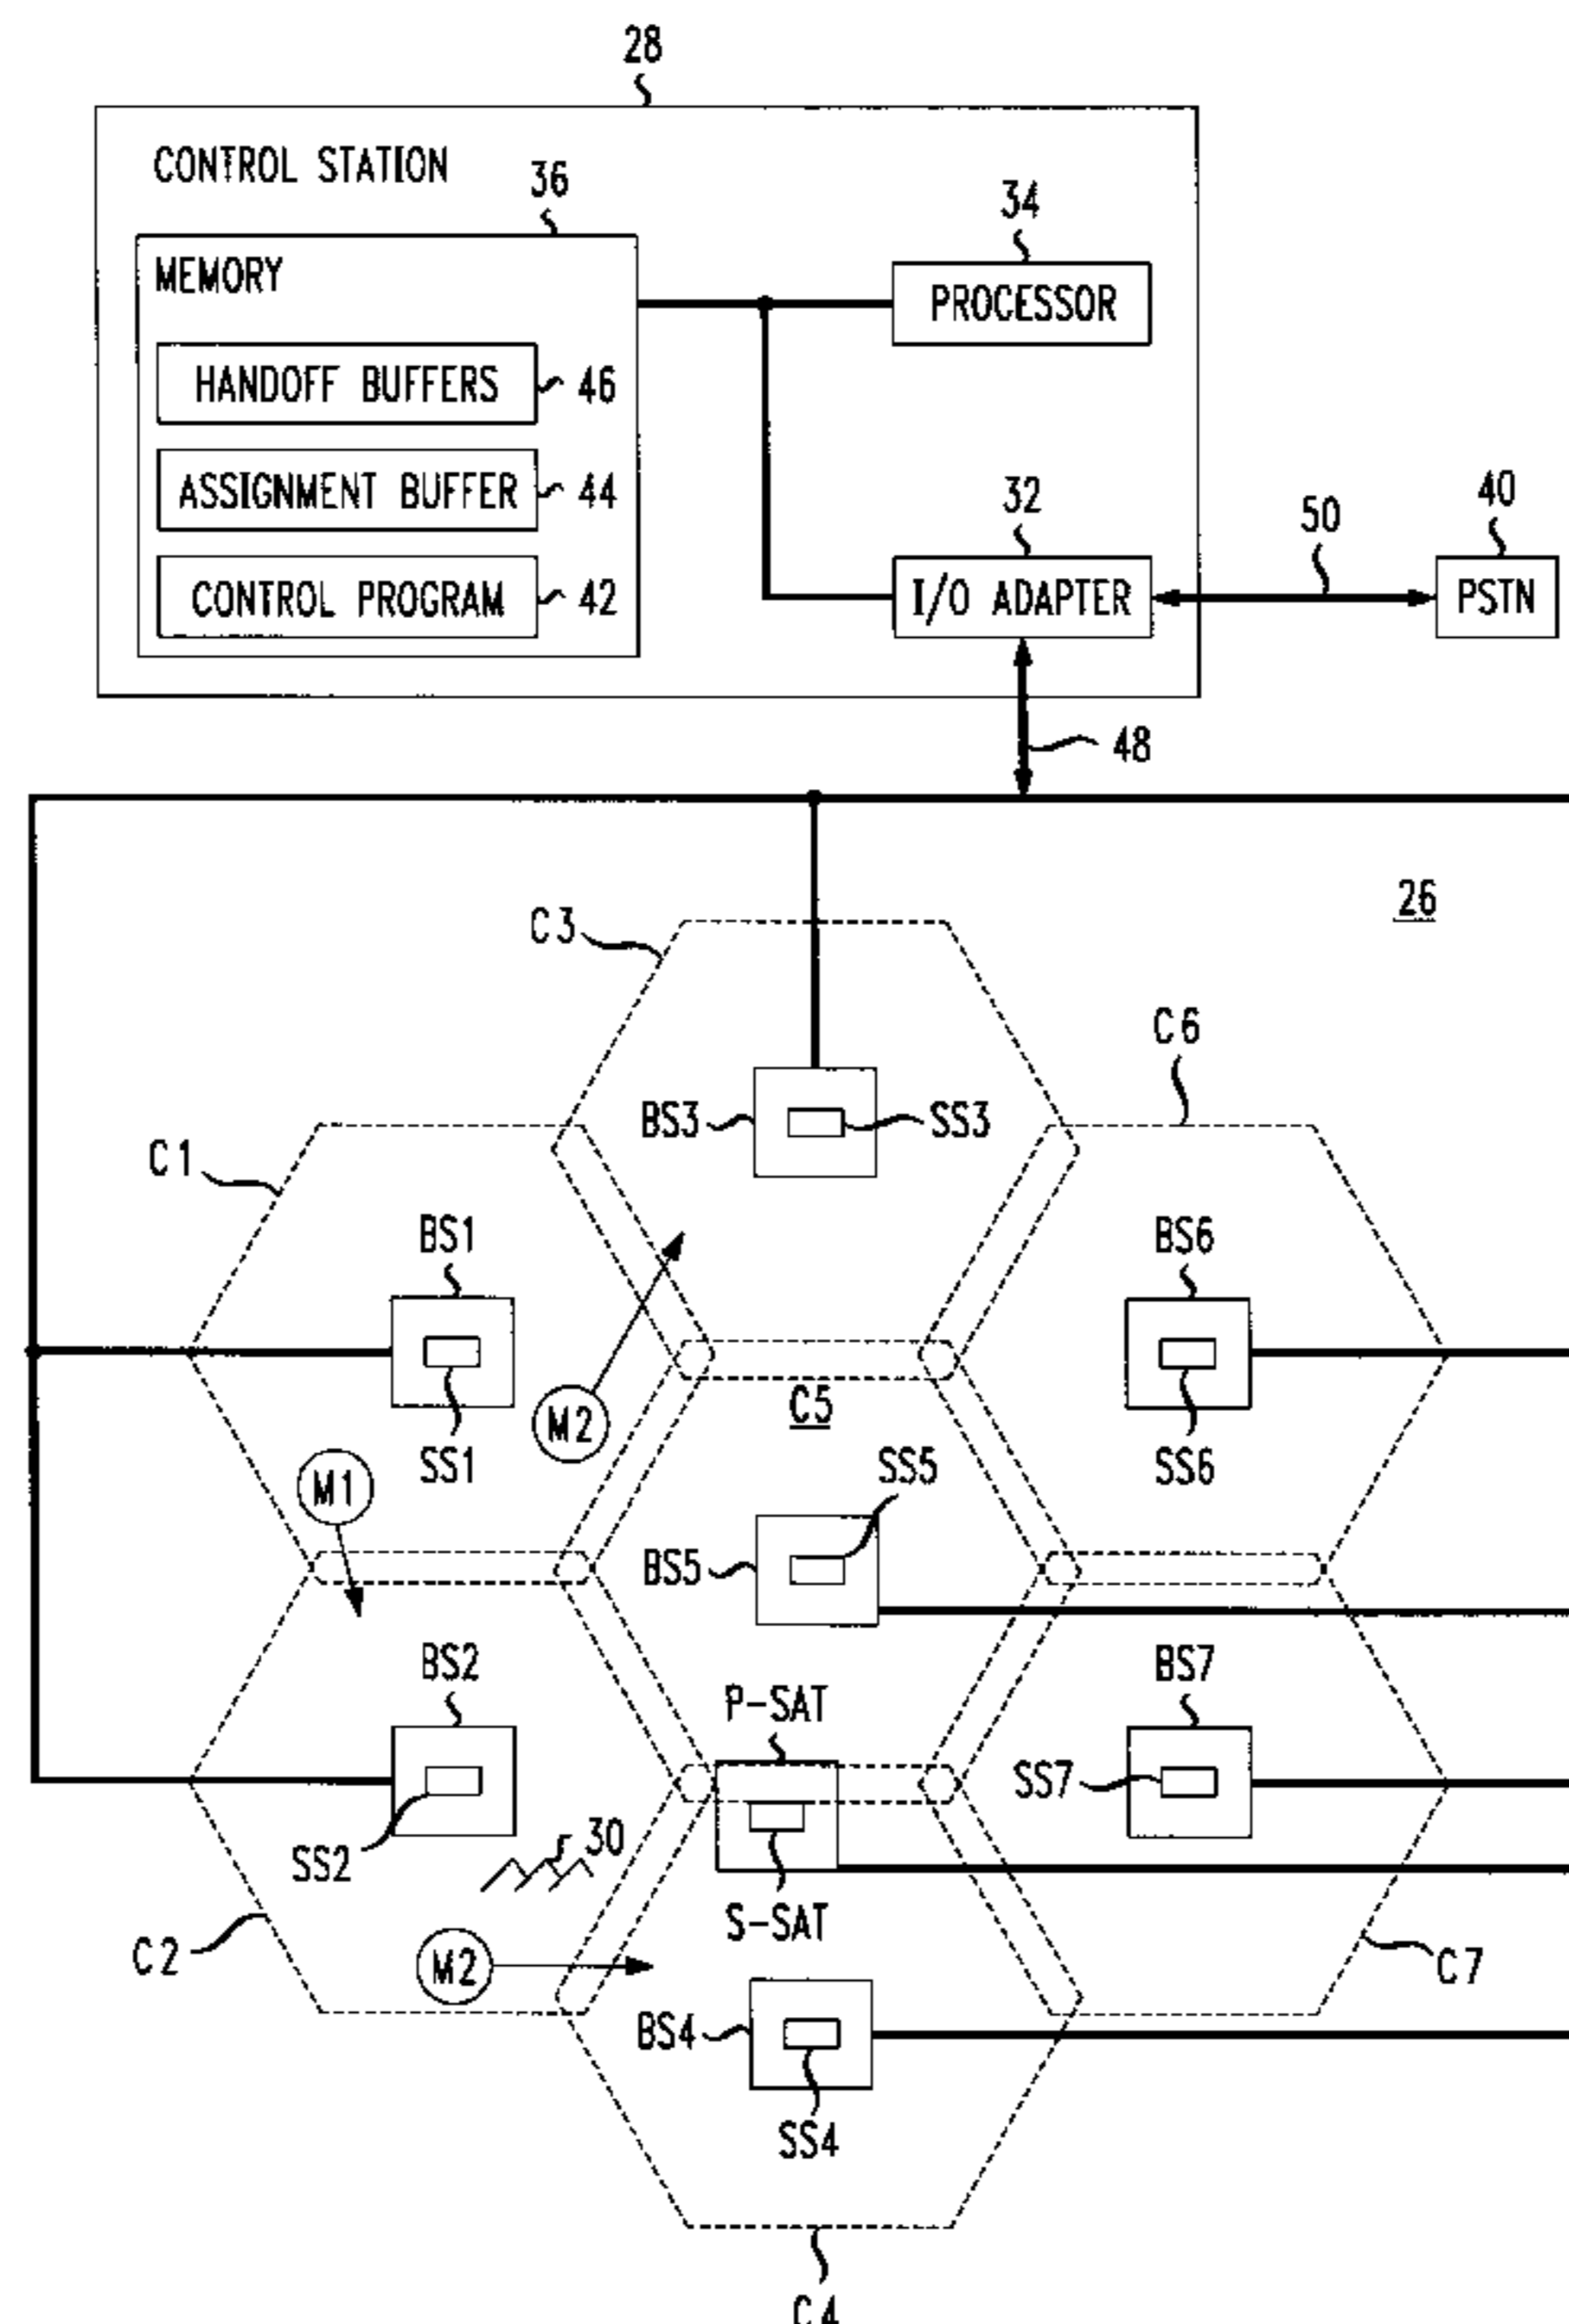 28
CONTROL STATION
36
34
MEMORY
PROCESSOR
HANDOFF BUFFERS
46
ASSIGNMENT BUFFER
44
32
50
40
CONTROL PROGRAM
42
I/O ADAPTER
PSTN
48
26
C3
C6
BS3
SS3
C1
BS1
BS6
C5
M2
SS1
SS5
SS6
M1
BS5
BS2
P-SAT
BS7
SS7
30
SS2
S-SAT
C2
M2
C7
BS4
SS4
C4